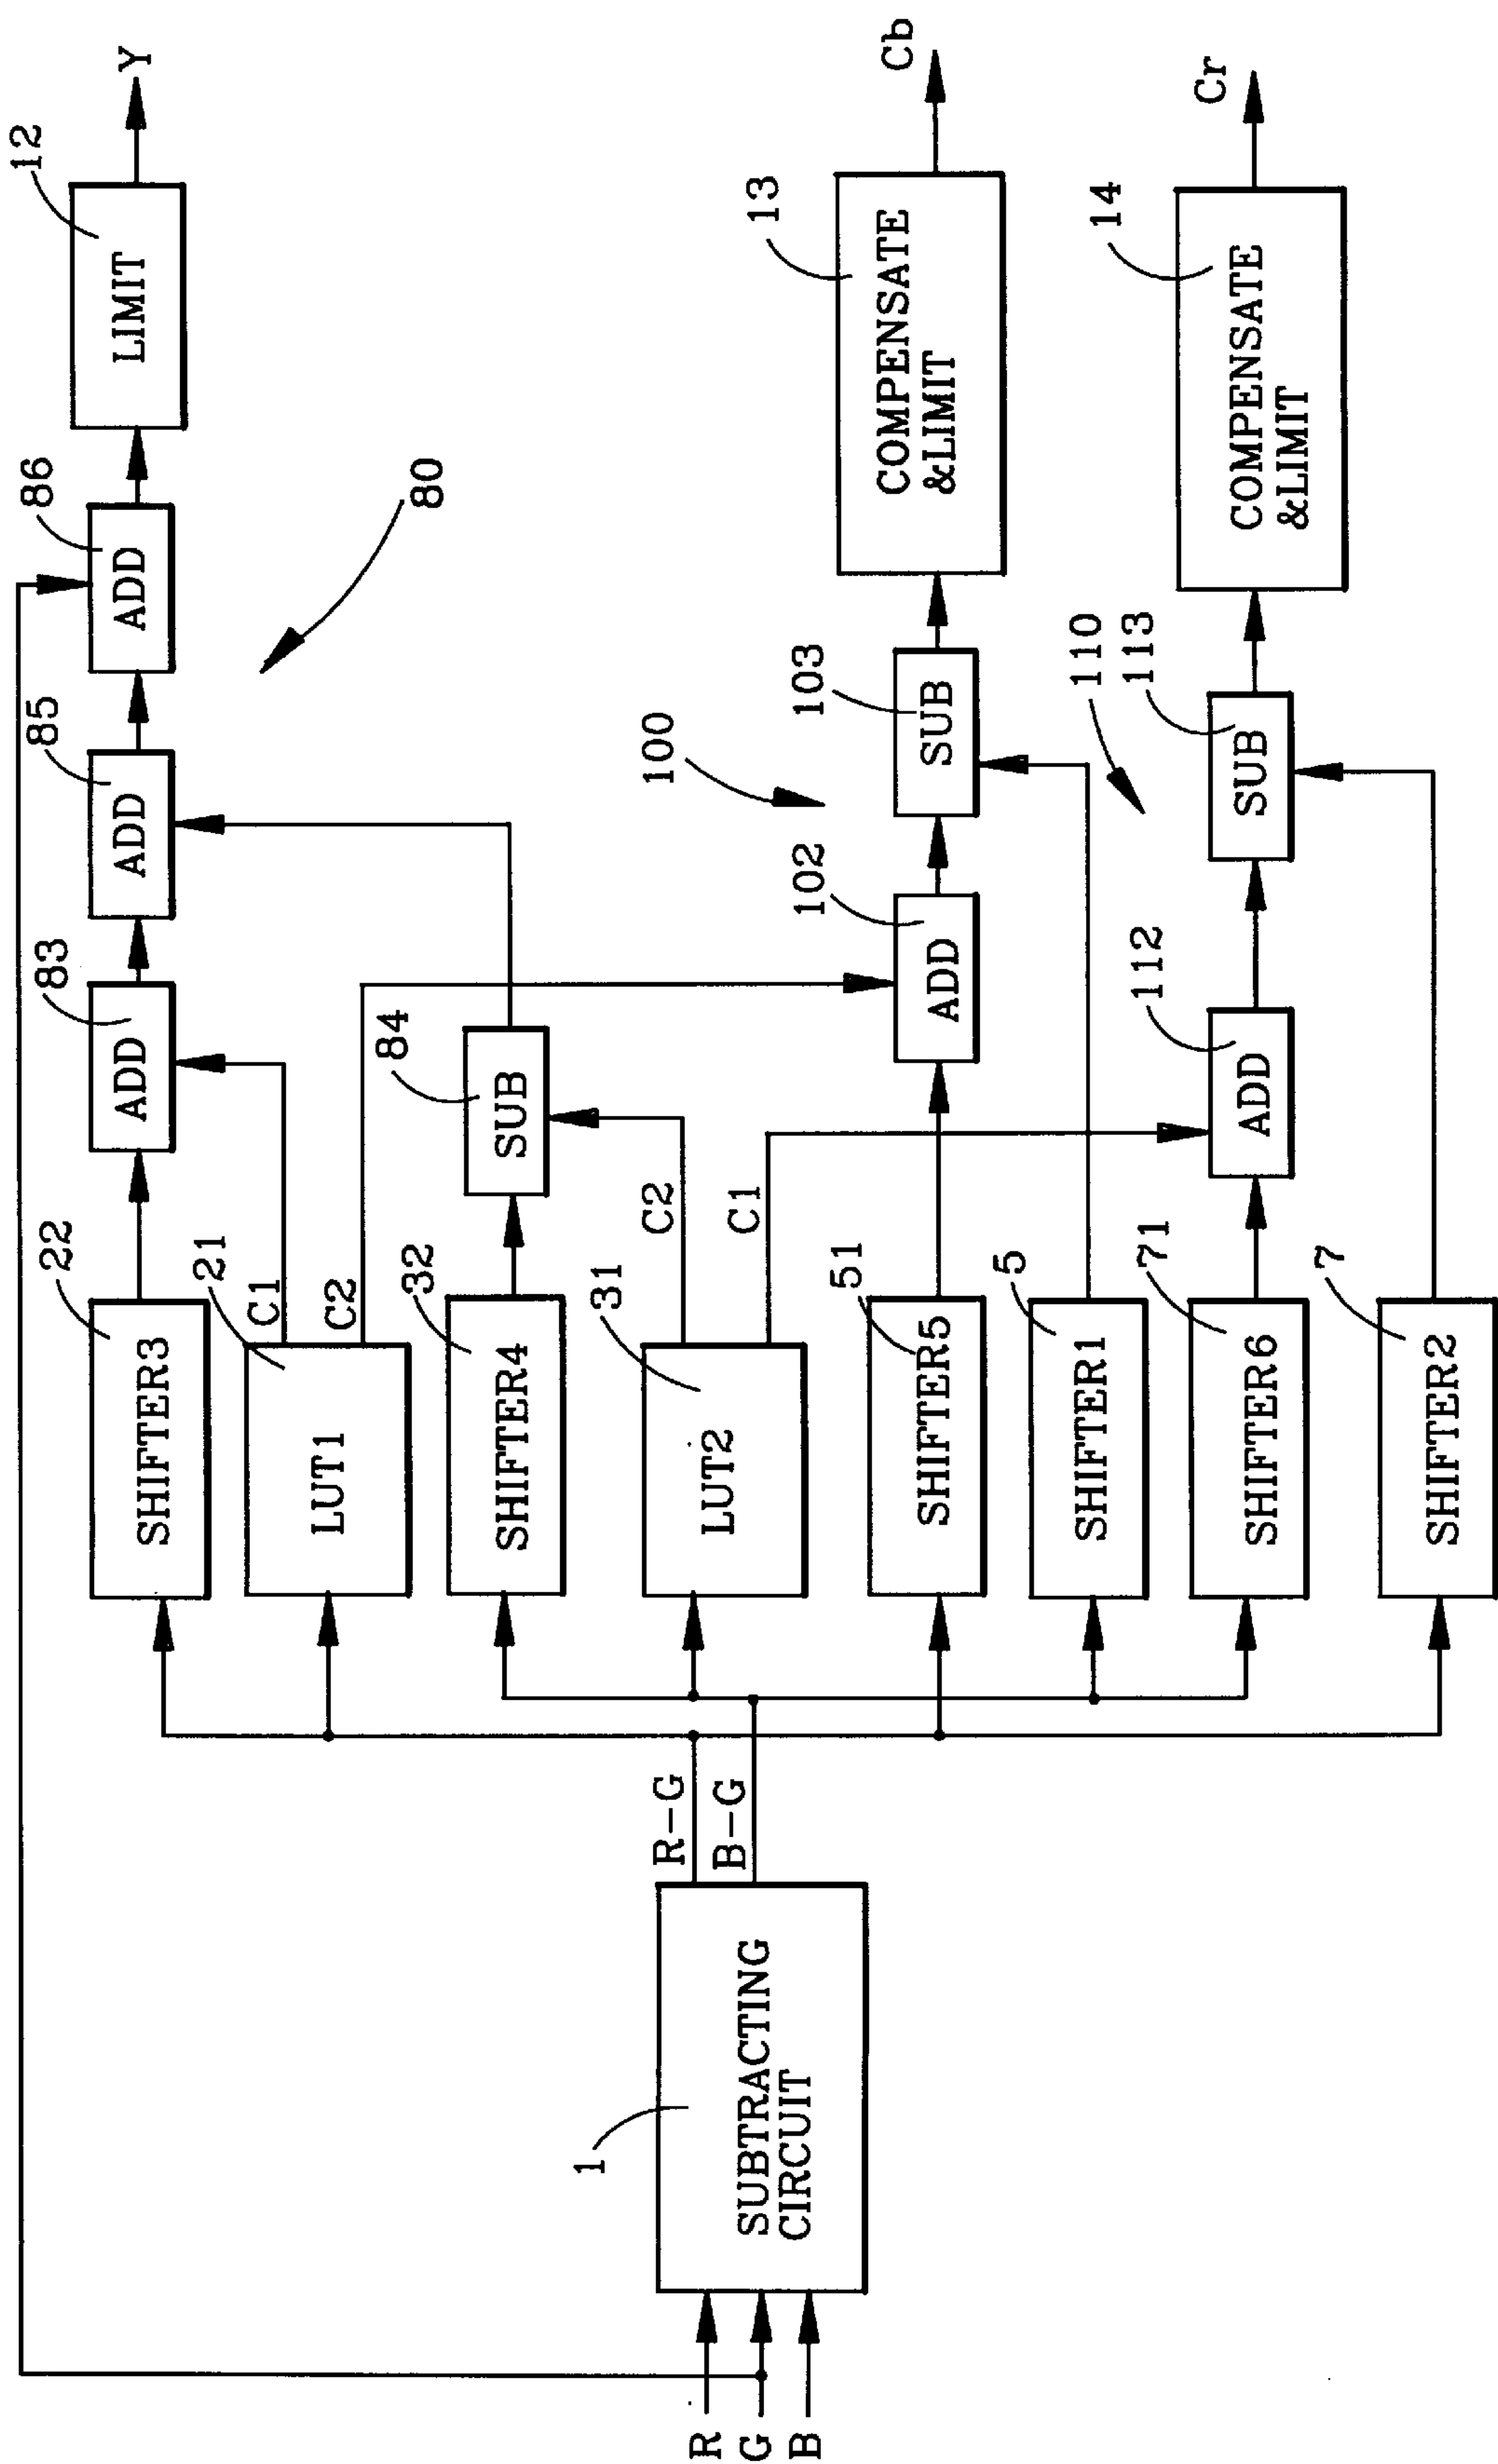 R
G
B
1
SUBTRACTING
CIRCUIT
R-G
B-G
22
SHIFTER3
21
LUT1
C1
C2
32
SHIFTER4
31
LUT2
C2
C1
51
SHIFTER5
5
SHIFTER1
71
SHIFTER6
7
SHIFTER2
83
ADD
84
SUB
85
ADD
86
ADD
80
12
LIMIT
Y
102
ADD
100
103
SUB
13
COMPENSATE
&LIMIT
Cb
112
ADD
110
113
SUB
14
COMPENSATE
&LIMIT
Cr